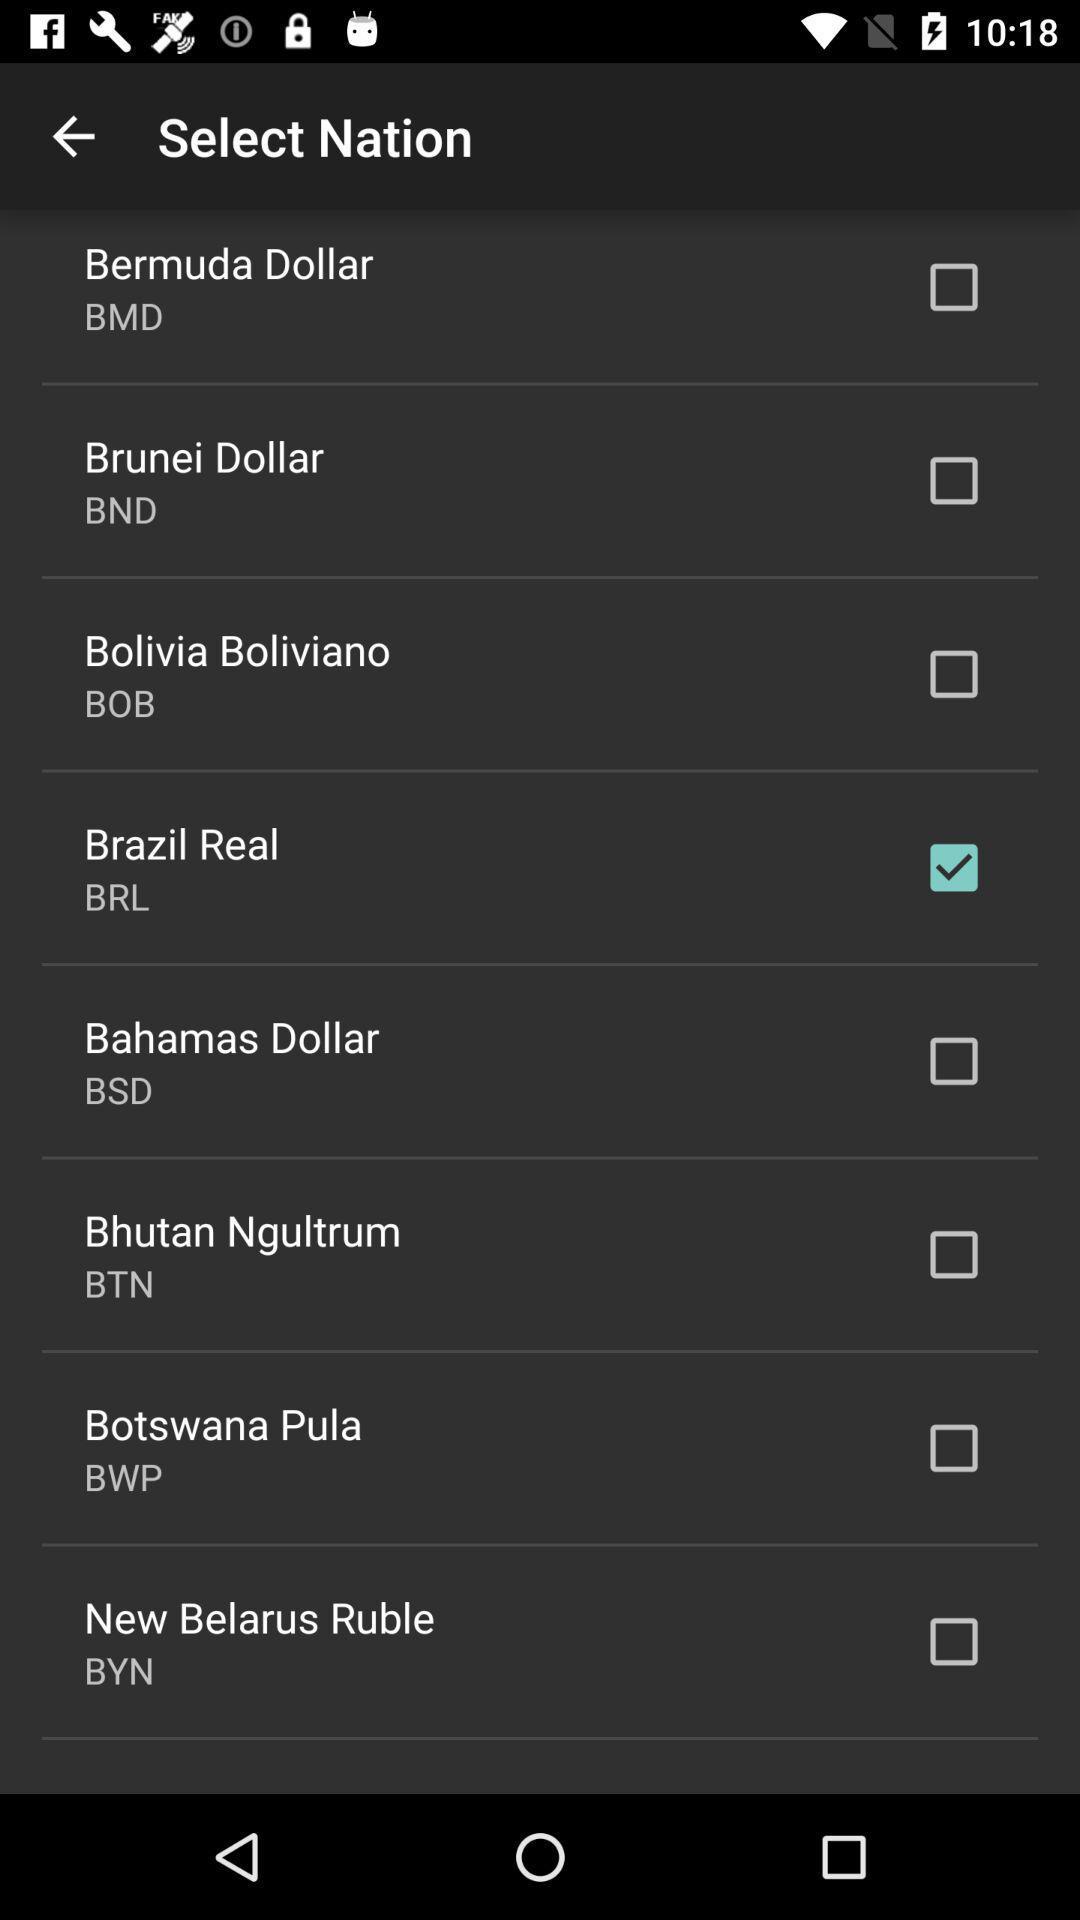 FAKE
10:18
Select Nation
Bermuda Dollar
BMD
Brunei Dollar
BND
Bolivia Boliviano
BOB
Brazil Real
BRL
Bahamas Dollar
BSD
Bhutan Ngultrum
BTN
Botswana Pula
BWP
New Belarus Ruble
BYN